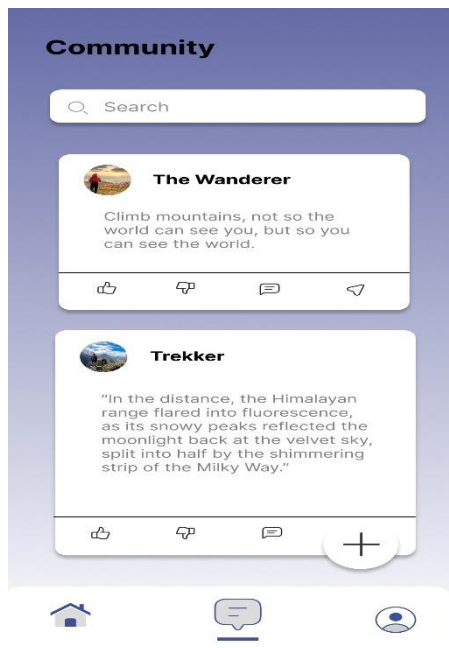 Community
Search
The Wanderer
Climb mountains, not so the
world can see you, but so you
can see the world.
Trekker
“In the distance, the Himalayan
range flared into fluorescence,
as its snowy peaks reflected the
moonlight back at the velvet sky,
split into half by the shimmering
strip of the Milky Way.”